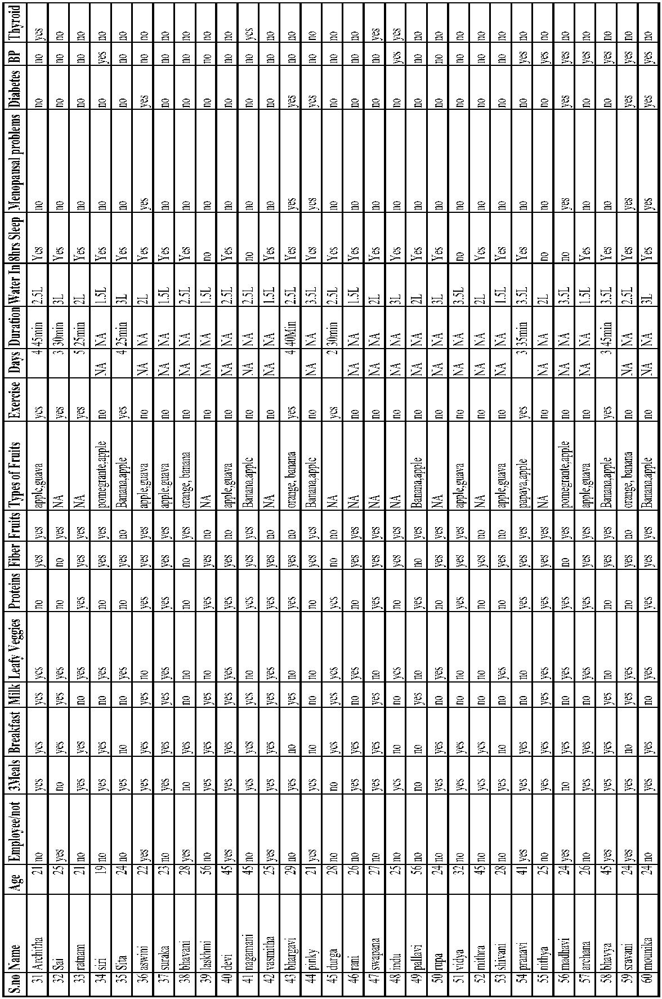 S.no Name Age Employee/not 3Meals Breakfast Milk Leafy Veggies Proteins Fiber Fruits Types of Fruits Exercise Days Duration Water In 8hrs Sleep Menopausal problems Diabetes BP Thyroid
31 Architha 21 no yes yes yes yes no yes yes apple,guava yes 4 45min 2.5L Yes no no no yes
32 Sai 25 yes no yes yes yes no no yes NA yes 3 30min 3L Yes no no no no
33 ratnam 21 no yes yes no yes yes yes yes NA yes 5 25min 2L Yes no no no no
34 siri 19 no yes yes no yes no yes yes pomegrante,apple no NA NA 1.5L Yes no no yes no
35 Sita 24 no yes no no yes no yes no Banana,apple yes 4 25min 3L Yes no no no no
36 aswini 22 yes yes yes yes no yes yes yes apple,guava no NA NA 2L Yes yes yes no no
37 suraka 23 no yes yes yes yes yes yes yes apple,guava no NA NA 1.5L Yes no no no no
38 bhavani 28 yes no yes no no no no yes orange, banana no NA NA 2.5L Yes no no no no
39 laskhmi 56 no yes yes yes no yes yes no NA no NA NA 1.5L no no no no no
40 devi 45 yes yes yes yes yes yes yes no apple,guava no NA NA 2.5L Yes no no no no
41 nagamani 45 no yes yes yes no yes yes yes Banana,apple no NA NA 2.5L no no no no yes
42 vasmitha 25 yes yes yes yes yes no yes no NA no NA NA 1.5L Yes no no no no
43 bhargavi 29 no yes no yes no yes yes no orange, banana yes 4 40Min 2.5L Yes yes yes no no
44 pinky 21 yes yes no no no no yes yes Banana,apple no NA NA 3.5L Yes yes yes no no
45 durga 28 no no yes yes yes yes no no NA yes 2 30min 2.5L Yes no no no no
46 rani 26 no yes yes no yes no yes yes NA no NA NA 1.5L Yes no no no no
47 swapana 27 no yes yes yes no yes yes yes NA no NA NA 2L Yes no no no yes
48 indu 25 no yes no no yes no yes yes NA no NA NA 3L Yes no no yes yes
49 pallavi 56 no no no yes no yes no yes Banana,apple no NA NA 2L Yes no no no no
50 rupa 24 no yes yes no yes no yes yes NA no NA NA 3L Yes no no no no
51 vidya 32 no yes yes no no yes yes yes apple,guava no NA NA 3.5L no no no no no
52 mithra 45 no yes yes no no no yes no NA no NA NA 2L Yes no no no no
53 shivani 28 no yes no no yes no yes no apple,guava no NA NA 1.5L Yes no no no no
54 pranavi 41 yes yes yes no no yes yes yes papaya,apple yes 3 35min 3.5L Yes no no yes no
55 nithya 25 no yes yes yes yes no yes yes NA no NA NA 2L no no no yes no
56 madhavi 24 yes no yes no yes yes no yes pomegrante,apple no NA NA 3.5L no yes yes yes no
57 archana 26 no yes yes no yes yes yes yes apple,guava no NA NA 1.5L Yes no no yes no
58 bhavya 45 yes yes yes yes no no yes yes Banana,apple yes 3 45min 3.5L Yes no no yes no
59 sravani 24 yes yes no yes yes no yes no orange, banana no NA NA 2.5L Yes yes yes yes no
60 mounika 24 no yes yes no yes yes yes yes Banana,apple no NA NA 3L Yes yes yes yes no